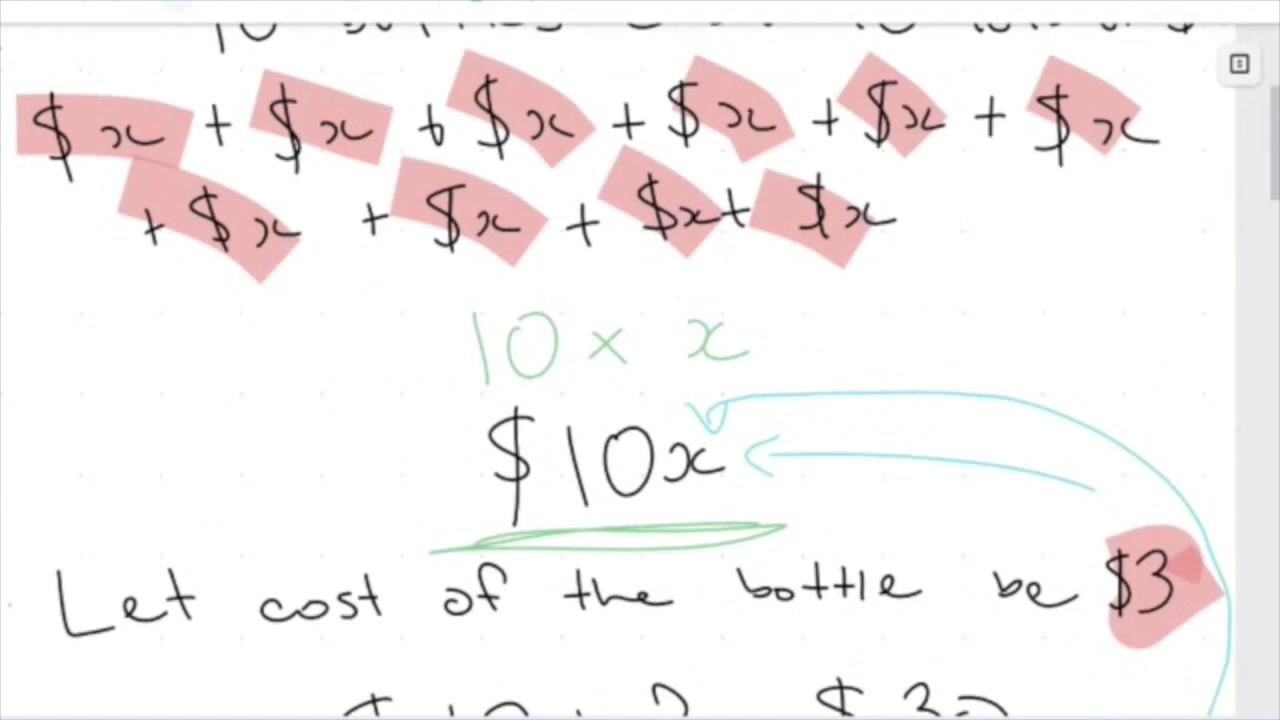 $x + $x + $x + $x + $x + $x
+ $x + $x + $x + $x
10 × x
$10x
Let cost of the bottle be $3